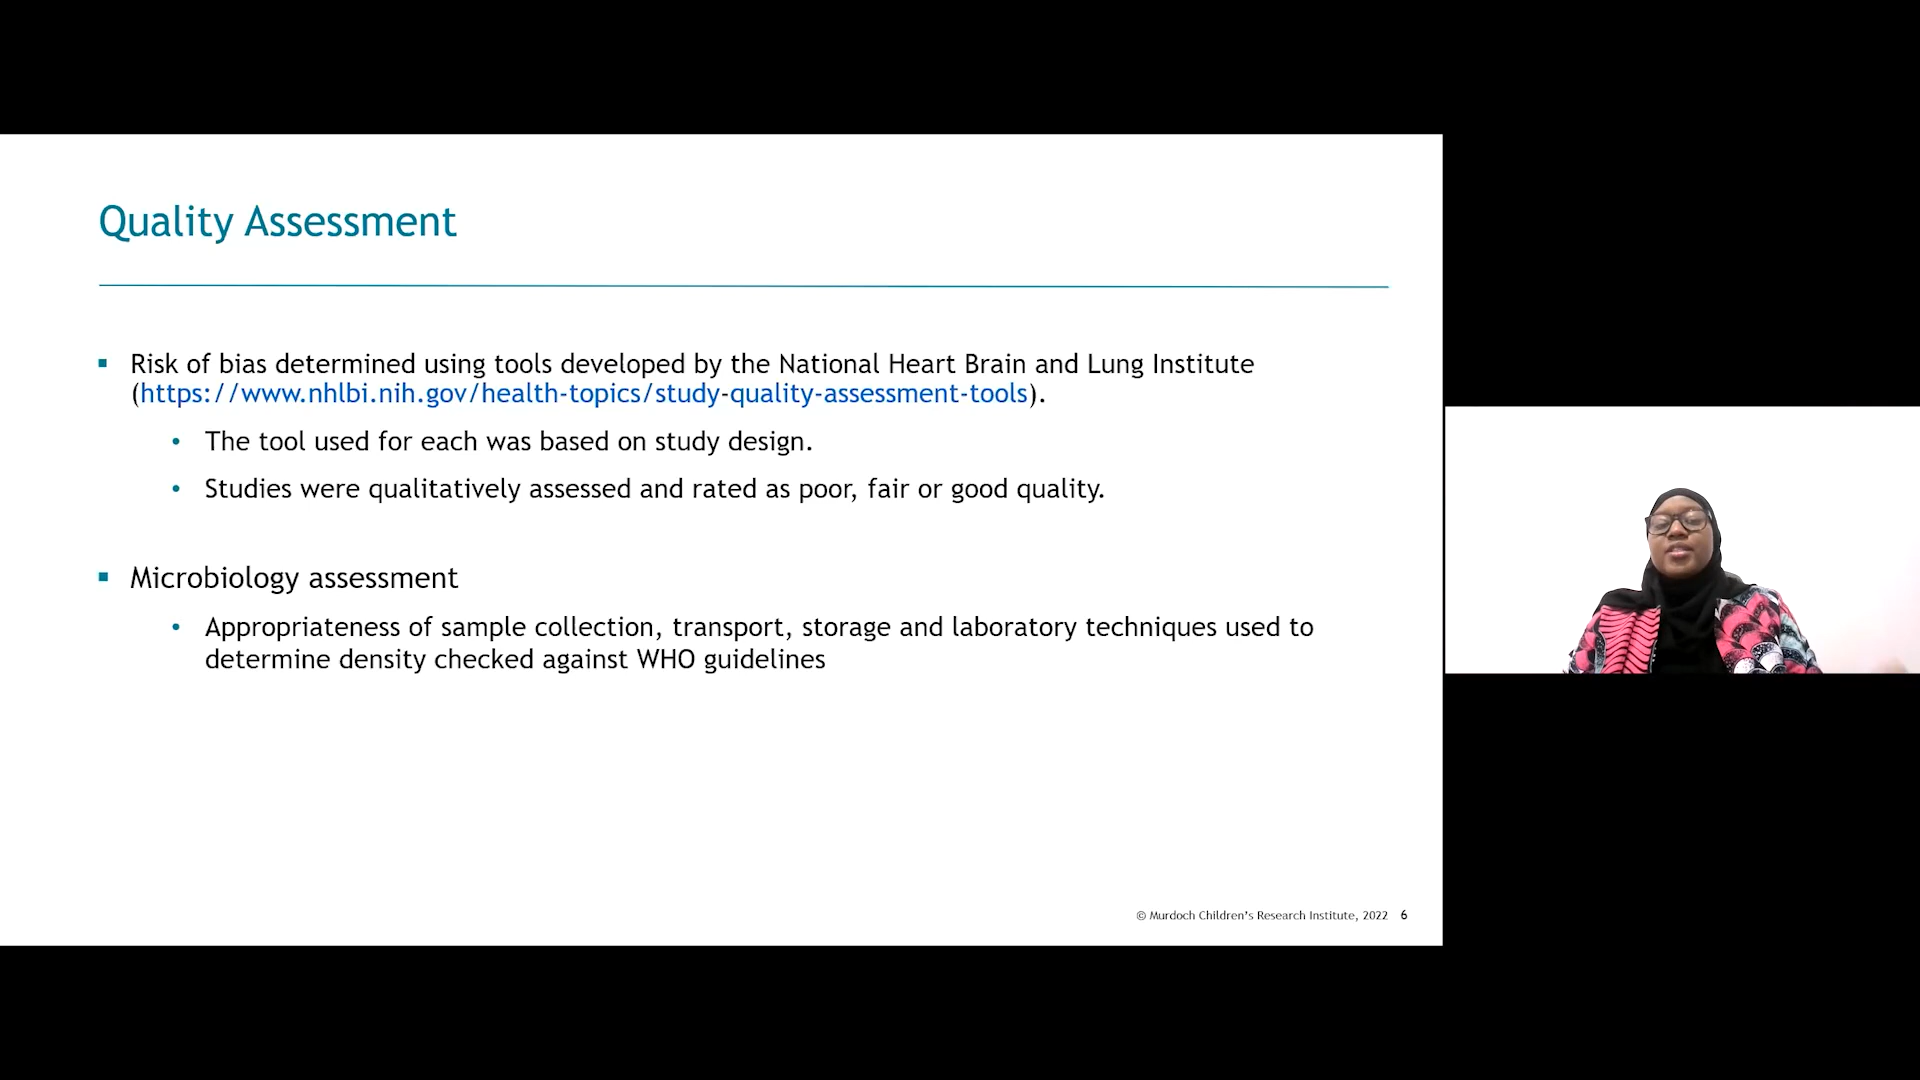 Quality Assessment
Risk of bias determined using tools developed by the National Heart Brain and Lung Institute
(https://www.nhlbi.nih.gov/health-topics/study-quality-assessment-tools).
The tool used for each was based on study design.
Studies were qualitatively assessed and rated as poor, fair or good quality.
Microbiology assessment
Appropriateness of sample collection, transport, storage and laboratory techniques used to
determine density checked against WHO guidelines
© Murdoch Children's Research Institute, 2022 6